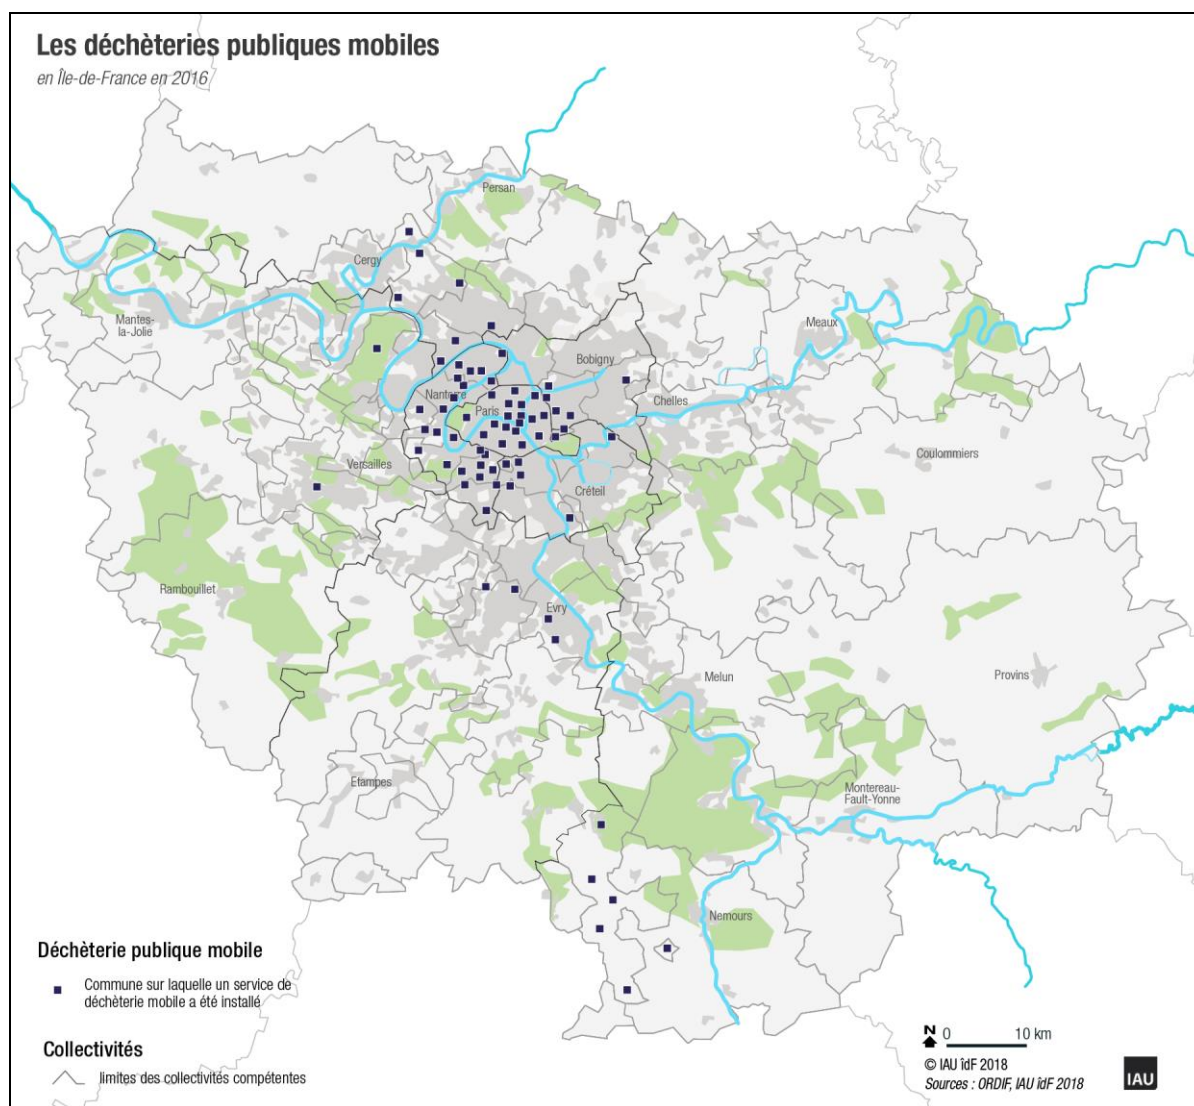 Les déchèteries publiques mobiles
en Île-de-France en 2016
Persan
Cergy
Mantes-
la-Jolie
Meaux
Bobigny
Chelles
Nanterre
Paris
Coulommiers
Versailles
Créteil
Rambouillet
Evry
Melun
Provins
Etampes
Montereau-
Fault-Yonne
Nemours
Déchèterie publique mobile
Commune sur laquelle un service de
déchèterie mobile a été installé
Collectivités
limites des collectivités compétentes
N 0 10 km
© IAU îdF 2018
Sources : ORDIF, IAU îdF 2018
IAU